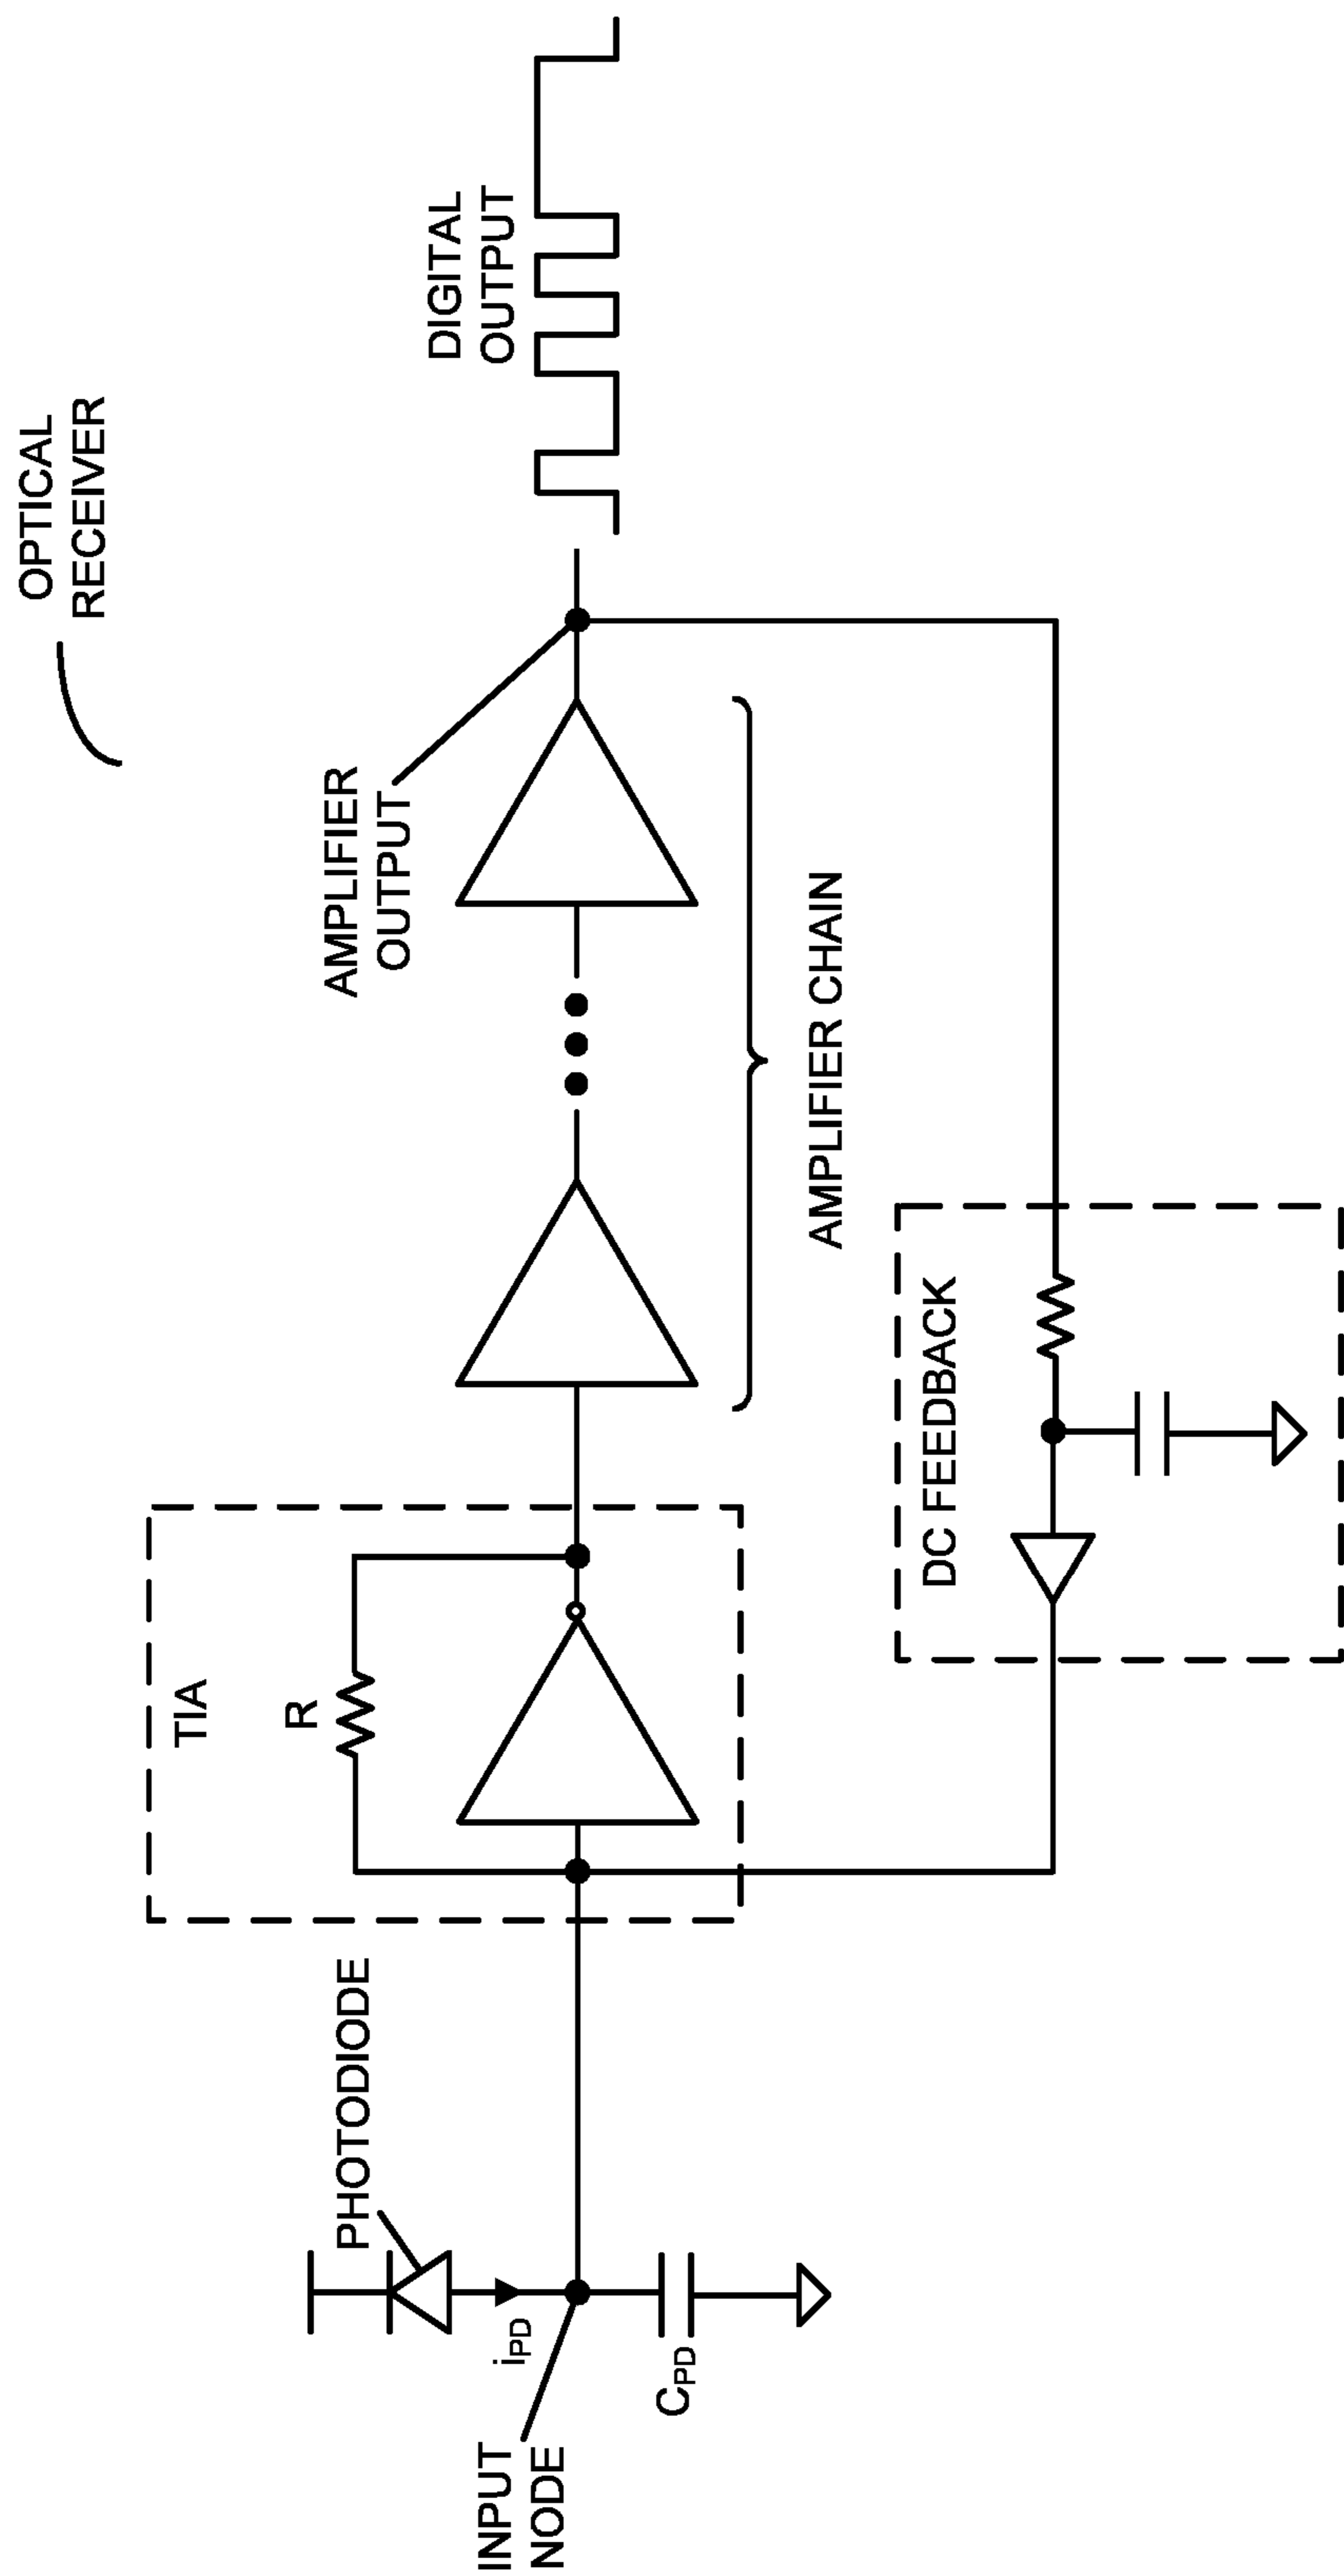 OPTICAL
RECEIVER
DIGITAL
OUTPUT
AMPLIFIER
OUTPUT
TIA
R
PHOTODIODE
iPD
INPUT
NODE
CPD
AMPLIFIER CHAIN
DC FEEDBACK